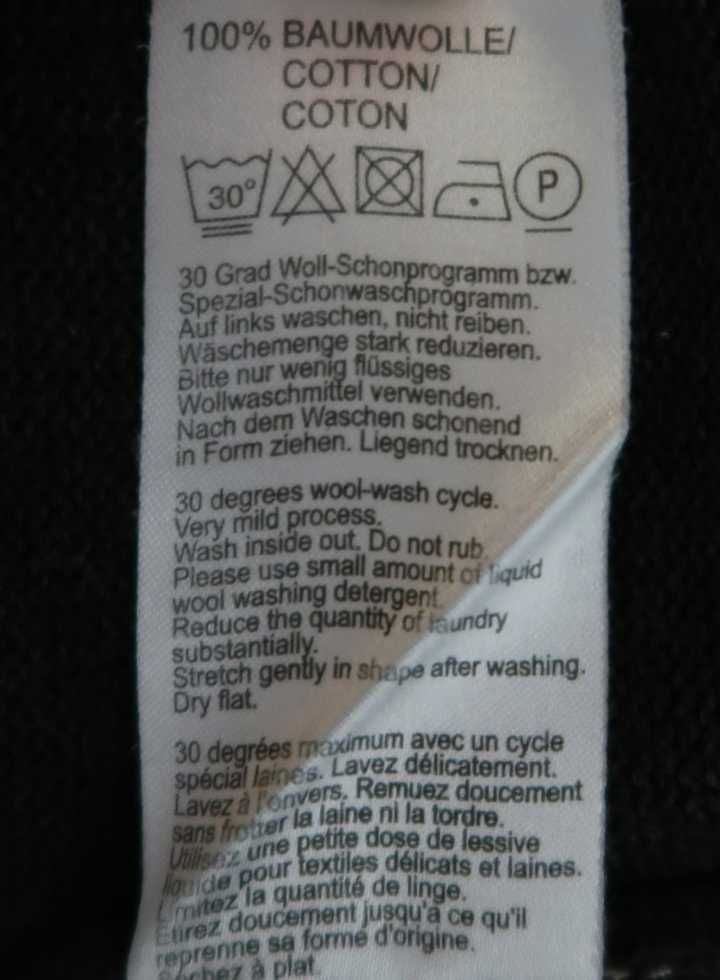 100% BAUMWOLLE/
COTTON/
COTON
30° P
30 Grad Woll-Schonprogramm bzw.
Spezial-Schonwaschprogramm.
Auf links waschen, nicht reiben.
Wäschemenge stark reduzieren.
Bitte nur wenig flüssiges
Wollwaschmittel verwenden.
Nach dem Waschen schonend
in Form ziehen. Liegend trocknen.
30 degrees wool-wash cycle.
Very mild process.
Wash inside out. Do not rub.
Please use small amount of liquid
wool washing detergent.
Reduce the quantity of laundry
substantially.
Stretch gently in shape after washing.
Dry flat.
30 degrées maximum avec un cycle
spécial laines. Lavez délicatement.
Lavez à l'envers. Remuez doucement
sans frotter la laine ni la tordre.
Utilisez une petite dose de lessive
liquide pour textiles délicats et laines.
Limitez la quantité de linge.
Etirez doucement jusqu'à ce qu'il
reprenne sa forme d'origine.
Séchez à plat.